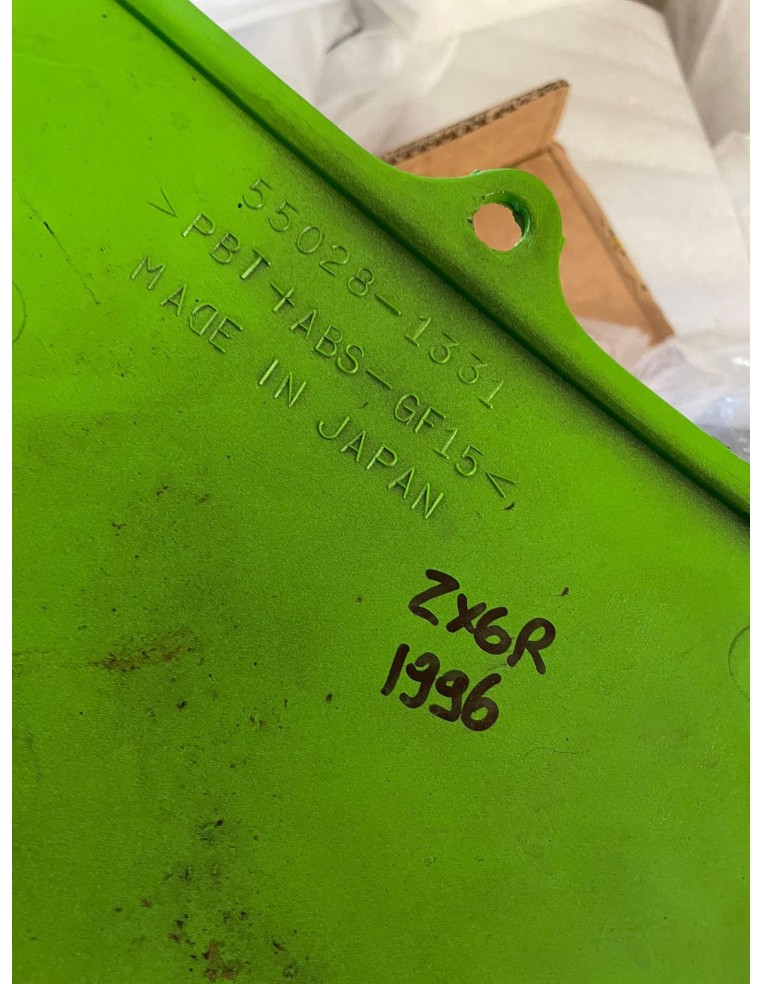 55028-1331
>PBT+ABS-GF15<
MADE IN JAPAN
ZX6R
1996